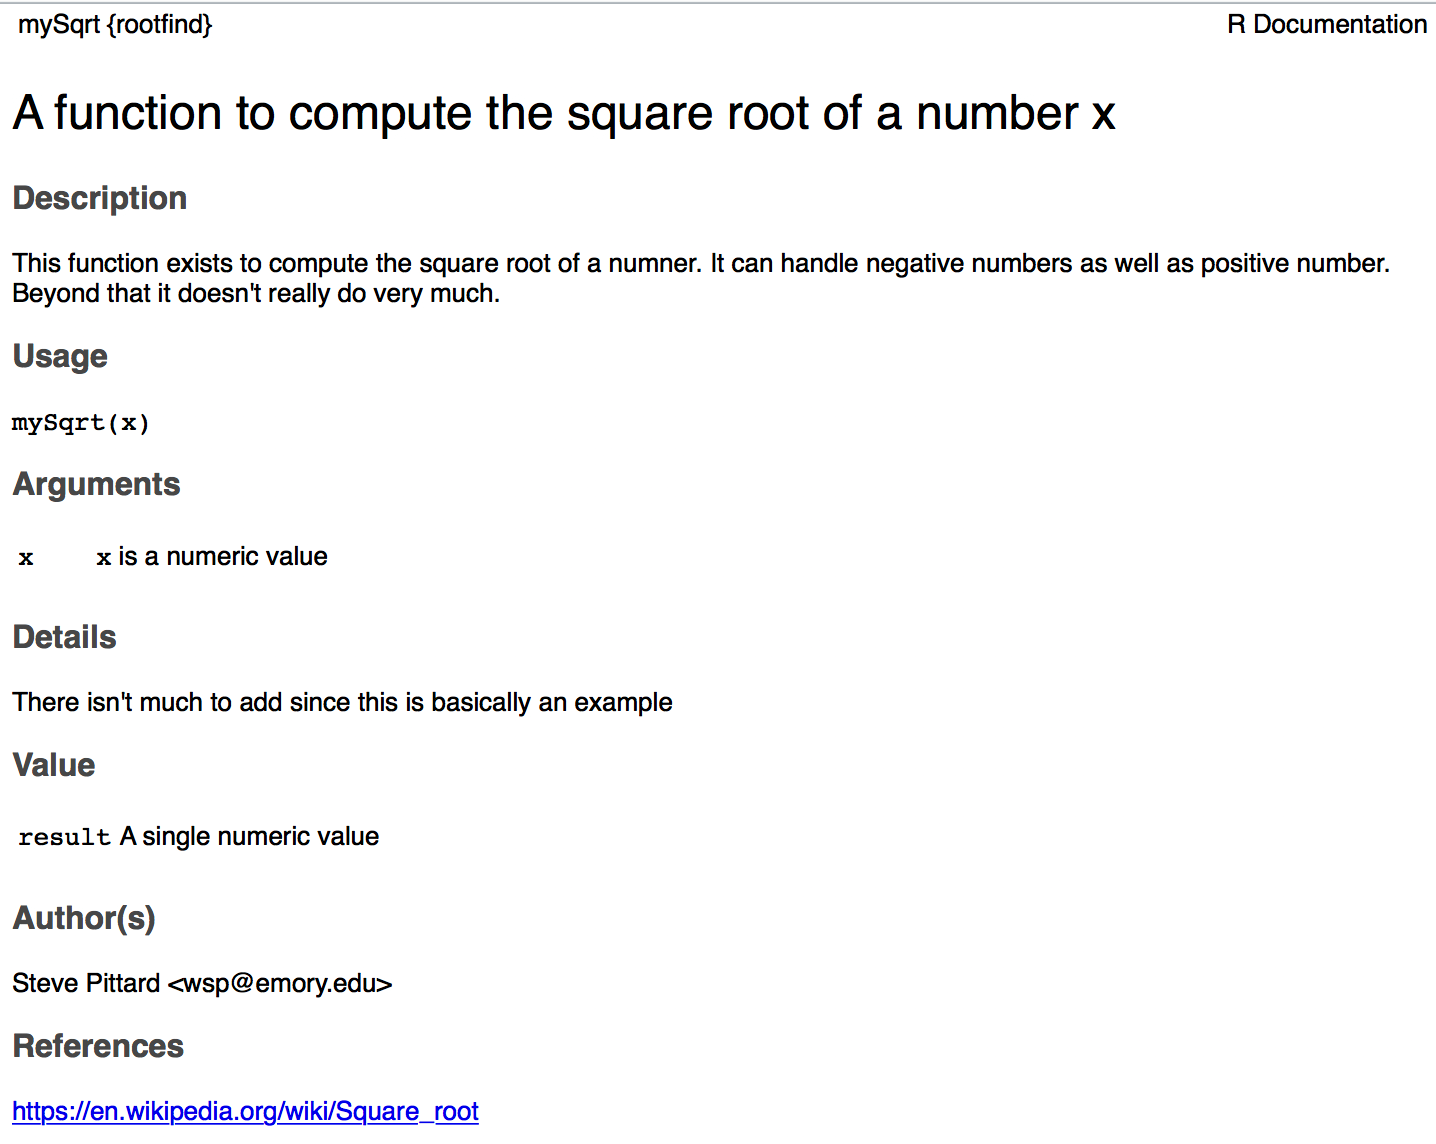 mySqrt {rootfind} R Documentation
A function to compute the square root of a number x
Description
This function exists to compute the square root of a numner. It can handle negative numbers as well as positive number.
Beyond that it doesn't really do very much.
Usage
mySqrt(x)
Arguments
x x is a numeric value
Details
There isn't much to add since this is basically an example
Value
result A single numeric value
Author(s)
Steve Pittard <wsp@emory.edu>
References
https://en.wikipedia.org/wiki/Square_root